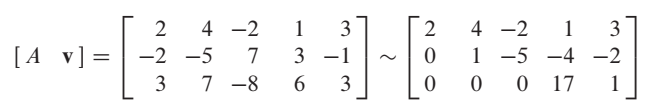 [A v] = [2 4 −2 1 3; −2 −5 7 3 −1; 3 7 −8 6 3] ~ [2 4 −2 1 3; 0 1 −5 −4 −2; 0 0 0 17 1]